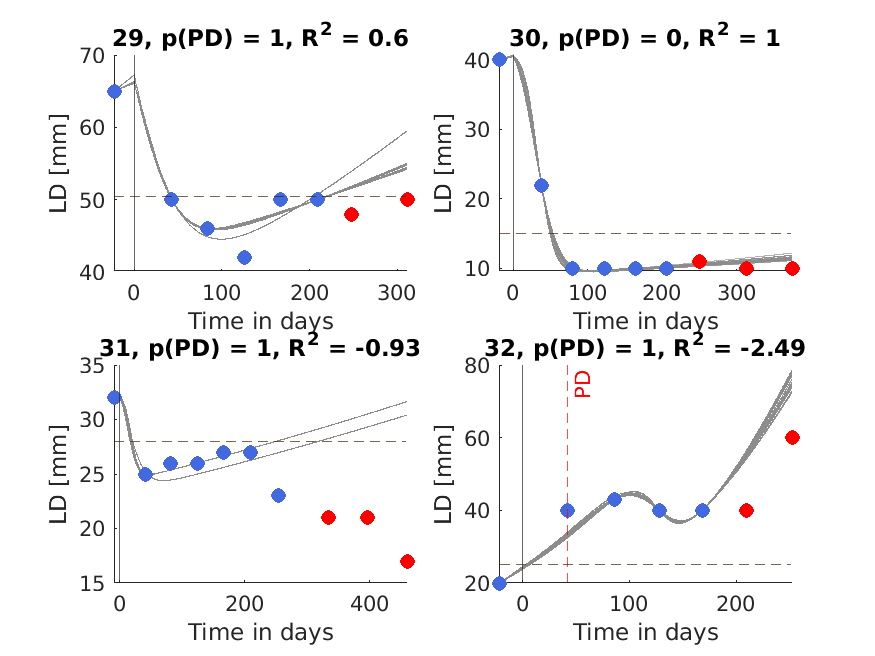 29, p(PD) = 1, R² = 0.6
70
60
50
40
LD [mm]
0
100
200
300
Time in days
30, p(PD) = 0, R² = 1
40
30
20
10
LD [mm]
0
100
200
300
Time in days
31, p(PD) = 1, R² = -0.93
35
30
25
20
15
LD [mm]
0
200
400
Time in days
32, p(PD) = 1, R² = -2.49
80
60
40
20
LD [mm]
PD
0
100
200
Time in days